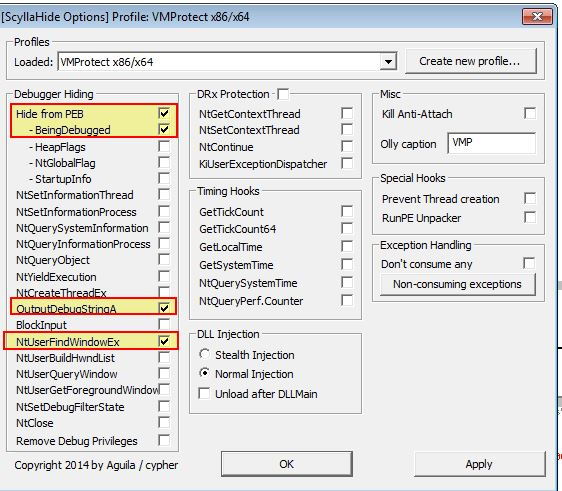 [ScyllaHide Options] Profile: VMProtect x86/x64
Profiles
Loaded: VMProtect x86/x64
Create new profile...
Debugger Hiding
Hide from PEB
- BeingDebugged
- HeapFlags
- NtGlobalFlag
- StartupInfo
NtSetInformationThread
NtSetInformationProcess
NtQuerySystemInformation
NtQueryInformationProcess
NtQueryObject
NtYieldExecution
NtCreateThreadEx
OutputDebugStringA
BlockInput
NtUserFindWindowEx
NtUserBuildHwndList
NtUserQueryWindow
NtUserGetForegroundWindow
NtSetDebugFilterState
NtClose
Remove Debug Privileges
DRx Protection
NtGetContextThread
NtSetContextThread
NtContinue
KiUserExceptionDispatcher
Timing Hooks
GetTickCount
GetTickCount64
GetLocalTime
GetSystemTime
NtQuerySystemTime
NtQueryPerf.Counter
DLL Injection
Stealth Injection
Normal Injection
Unload after DLLMain
Misc
Kill Anti-Attach
Olly caption VMP
Special Hooks
Prevent Thread creation
RunPE Unpacker
Exception Handling
Don't consume any
Non-consuming exceptions
Copyright 2014 by Aguila / cypher
OK
Apply